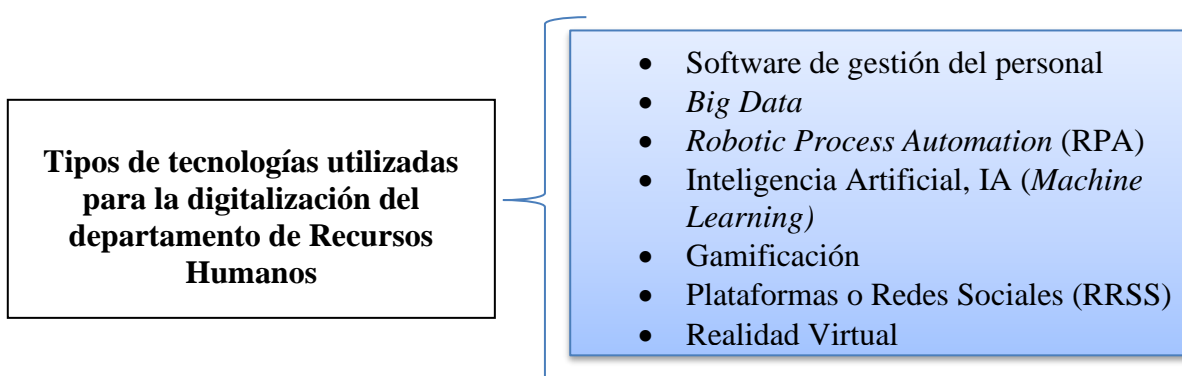 Tipos de tecnologías utilizadas
para la digitalización del
departamento de Recursos
Humanos
• Software de gestión del personal
• Big Data
• Robotic Process Automation (RPA)
• Inteligencia Artificial, IA (Machine
Learning)
• Gamificación
• Plataformas o Redes Sociales (RRSS)
• Realidad Virtual